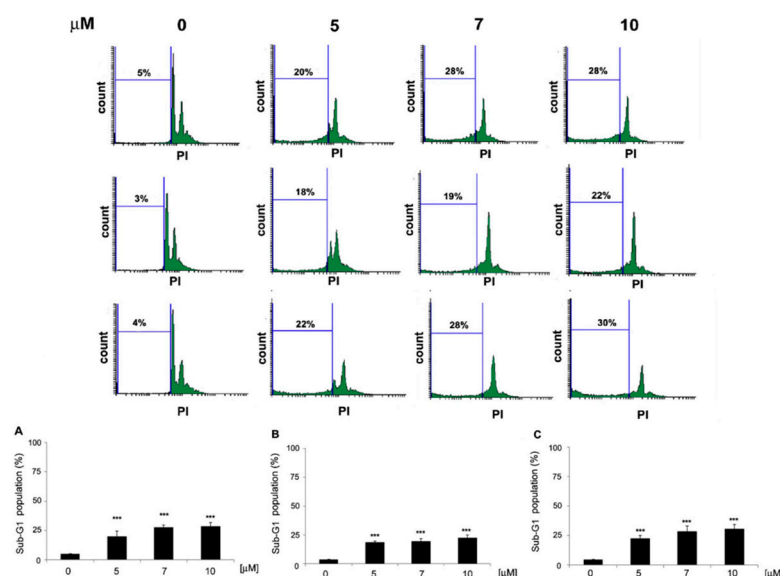 μM 0 5 7 10
5% 20% 28% 28%
count count count count
PI PI PI PI
3% 18% 19% 22%
count count count count
PI PI PI PI
4% 22% 28% 30%
count count count count
PI PI PI PI
A B C
Sub-G1 population (%) 100 75 50 25 0
*** *** ***
0 5 7 10 [μM]
Sub-G1 population (%) 100 75 50 25 0
*** *** ***
0 5 7 10 [μM]
Sub-G1 population (%) 100 75 50 25 0
*** *** ***
0 5 7 10 [μM]